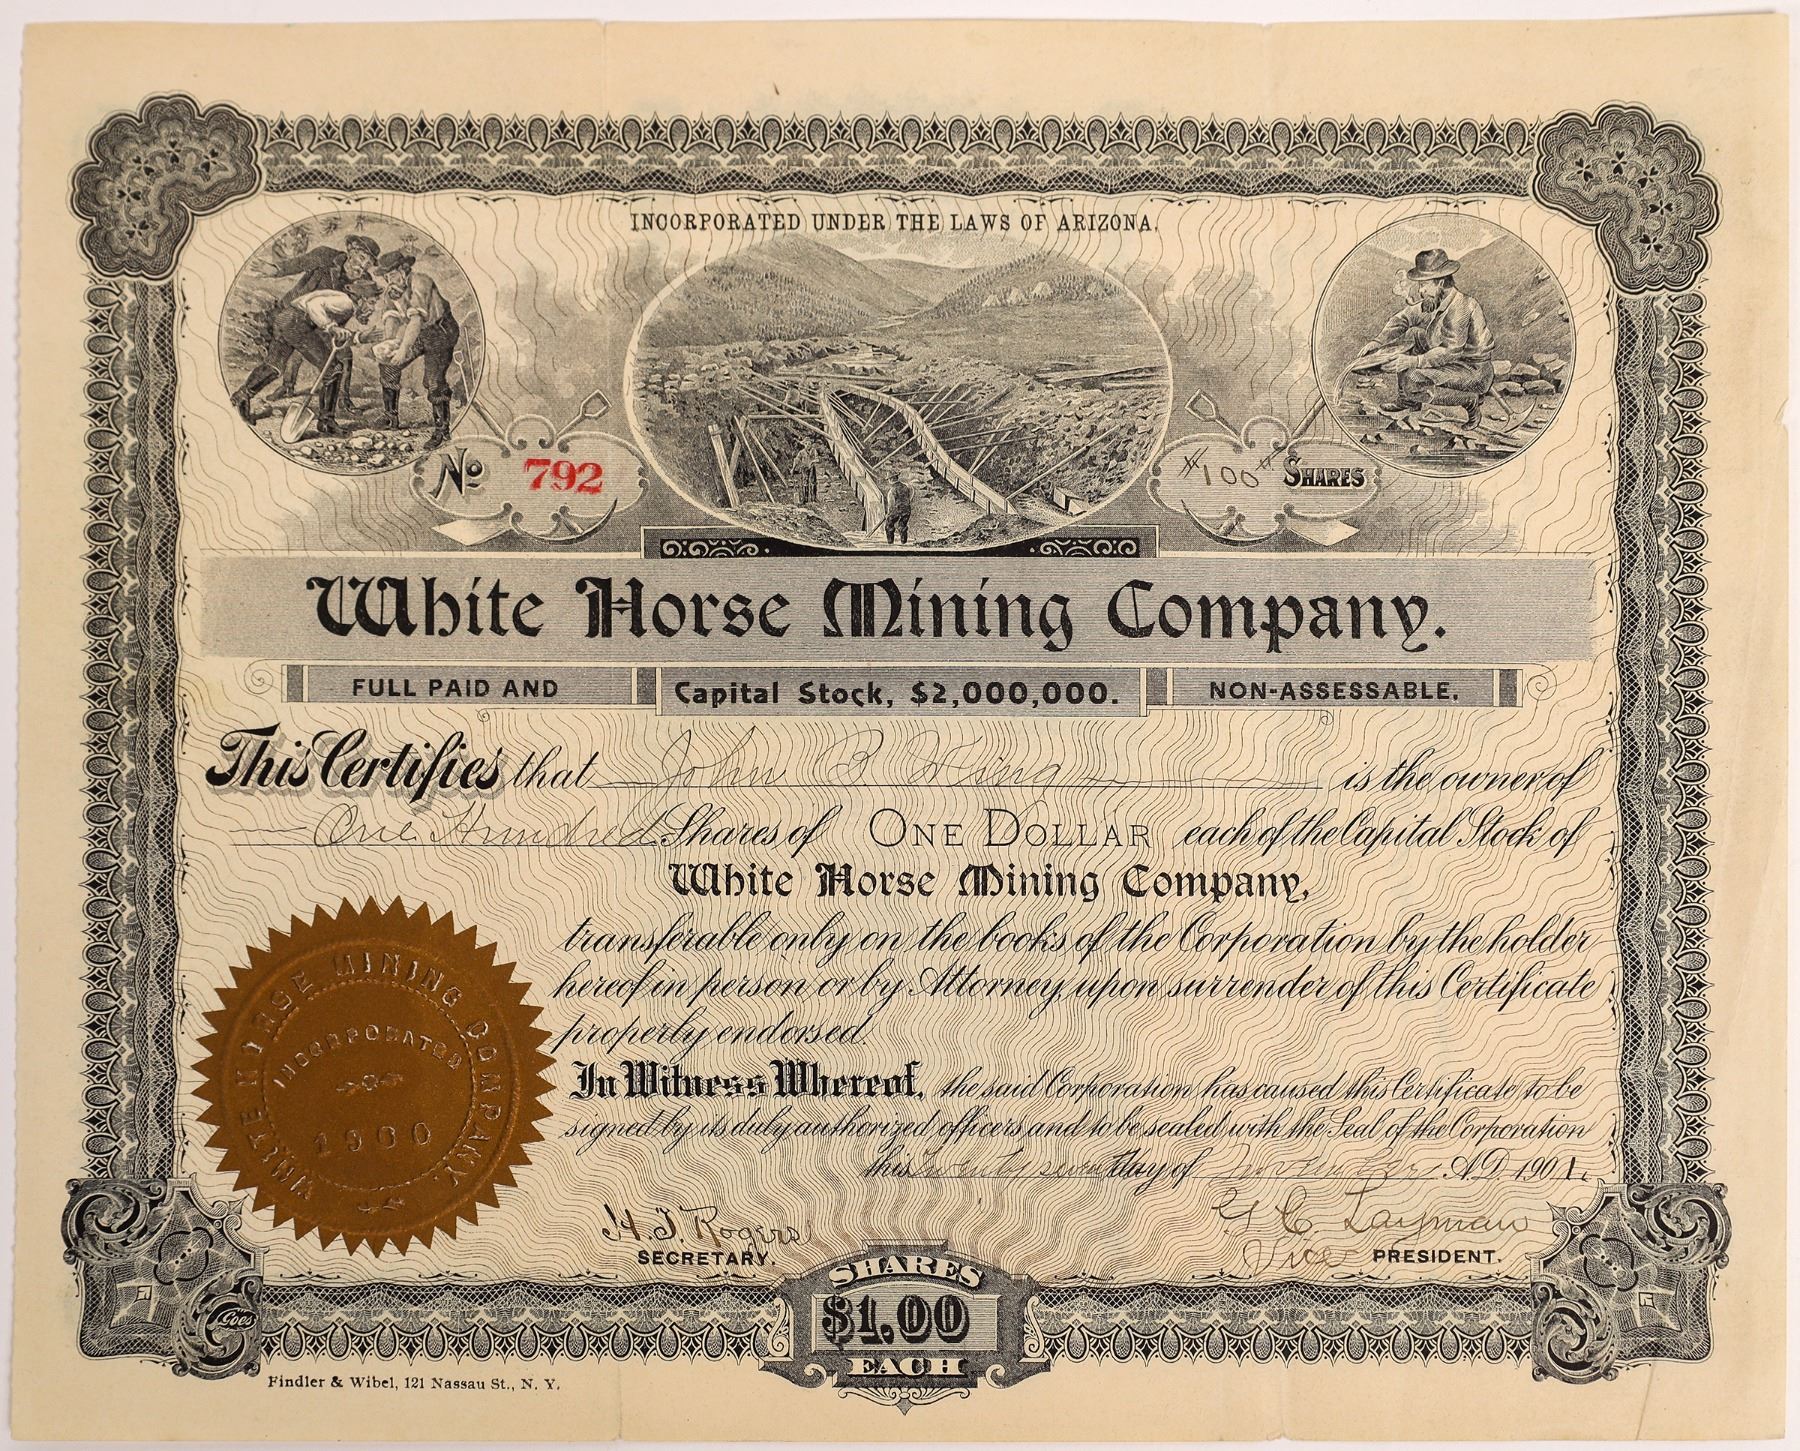 INCORPORATED UNDER THE LAWS OF ARIZONA.
No 792
100 SHARES
White Horse Mining Company.
FULL PAID AND Capital Stock, $2,000,000. NON-ASSESSABLE.
This Certifies that John B. is the owner of
One Hundred Shares of ONE DOLLAR each of the Capital Stock of
White Horse Mining Company,
transferable only on the books of the Corporation by the holder
hereof in person or by Attorney upon surrender of this Certificate
properly endorsed.
In Witness Whereof, the said Corporation has caused this Certificate to be
signed by its duly authorized officers and to be sealed with the Seal of the Corporation
this twenty seven day of November A.D. 1901.
H. J. Rogers
SECRETARY.
G C Layman
Vice PRESIDENT.
WHITE HORSE MINING COMPANY.
INCORPORATED
1900
SHARES
$1.00
EACH
Goes
Findler & Wibel, 121 Nassau St., N. Y.